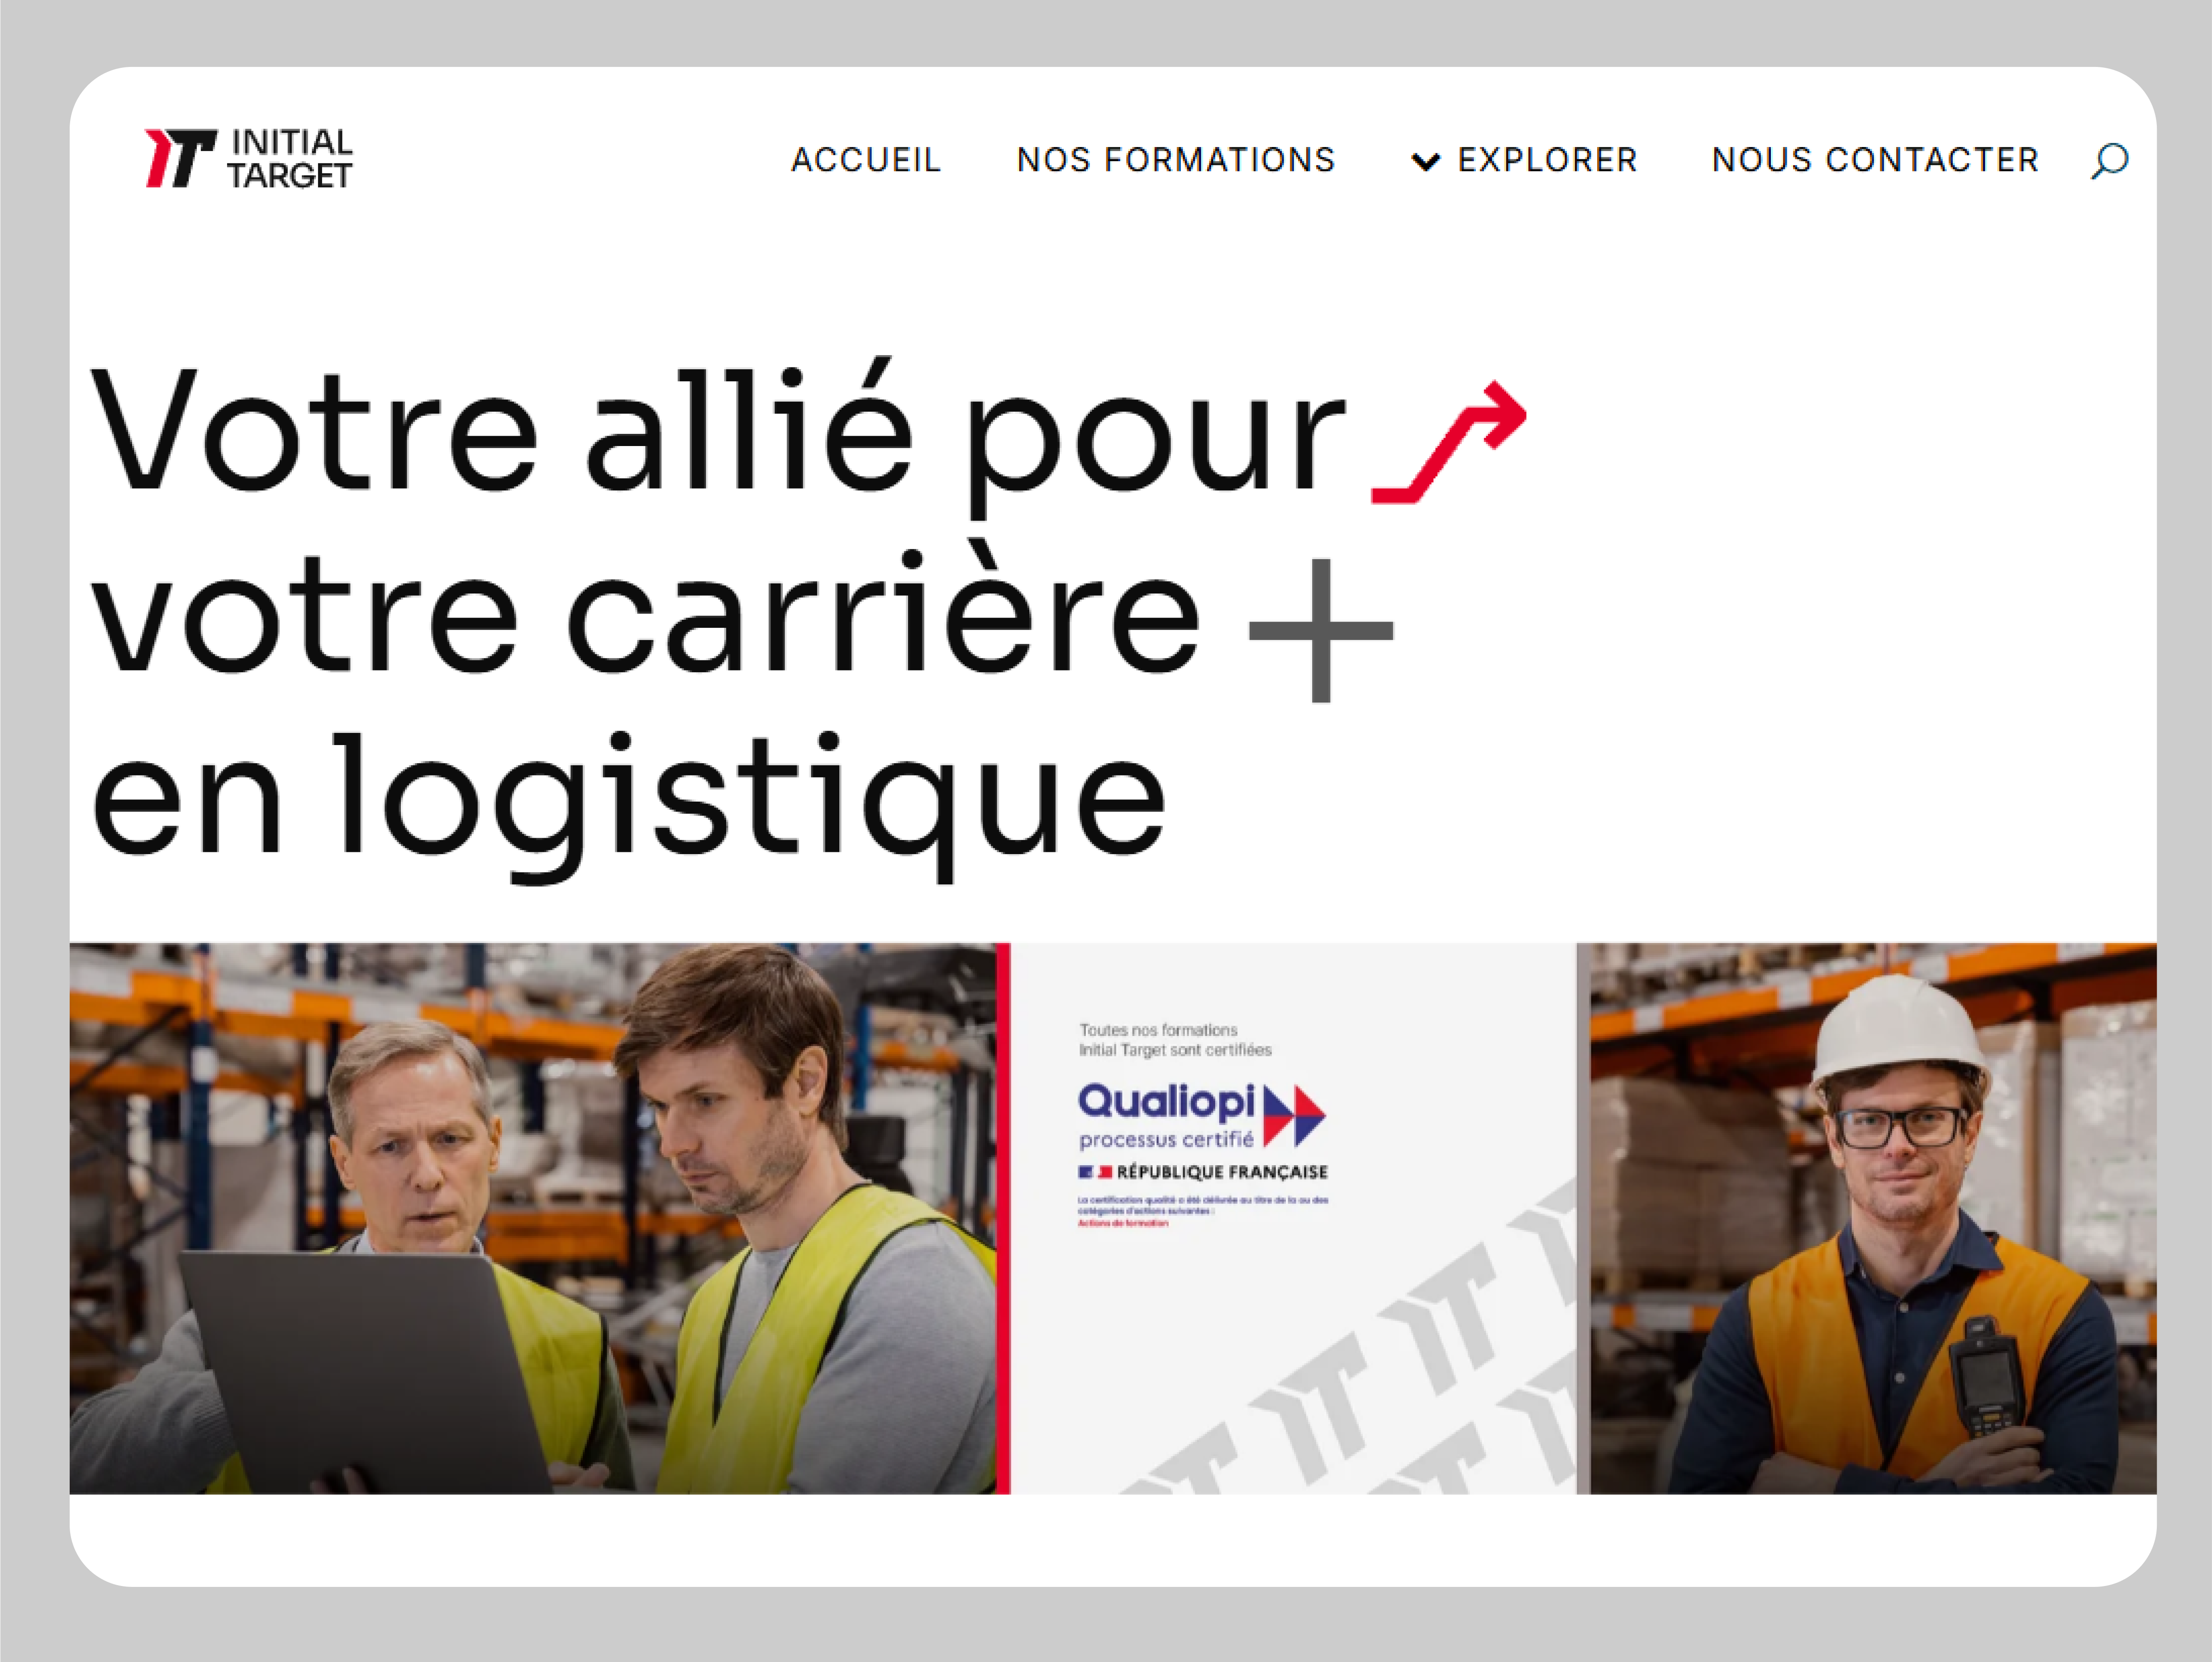 INITIAL
TARGET
ACCUEIL
NOS FORMATIONS
EXPLORER
NOUS CONTACTER
Votre allié pour
votre carrière
en logistique
Toutes nos formations
Initial Target sont certifiées
Qualiopi
processus certifié
RÉPUBLIQUE FRANÇAISE
La certification qualité a été délivrée au titre de la ou des
catégories d'actions suivantes :
Actions de formation